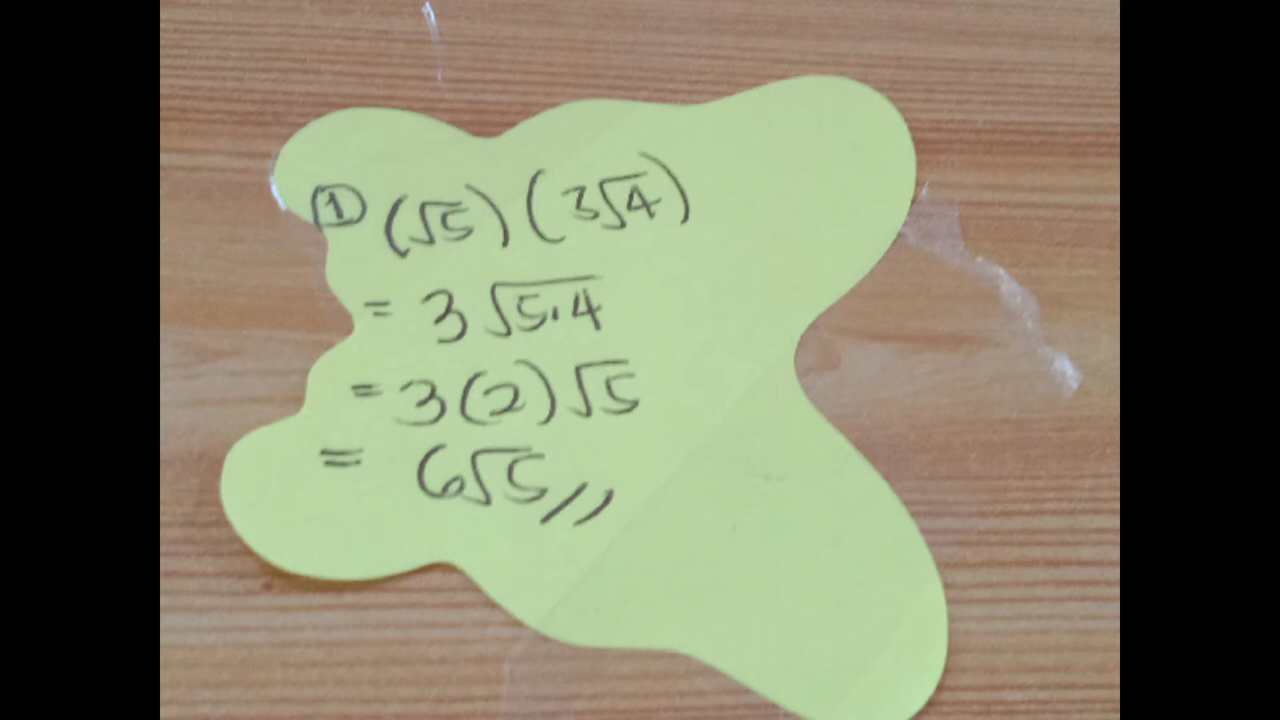 ① (√5) (3√4)
= 3 √5.4
= 3 (2) √5
= 6√5,,